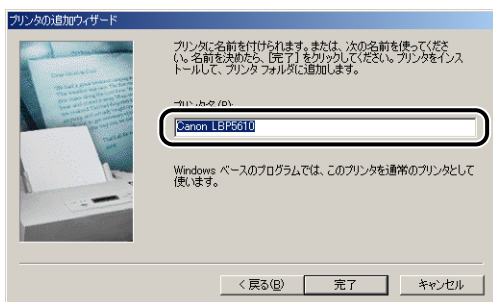 プリンタの追加ウィザード
プリンタに名前を付けられます。または、次の名前を使ってくださ
い。名前を決めたら、[完了] をクリックしてください。プリンタをインス
トールして、プリンタ フォルダに追加します。
プリンタ名(P):
Canon LBP5610
Windows ベースのプログラムでは、このプリンタを通常のプリンタとして
使います。
< 戻る(B)
完了
キャンセル